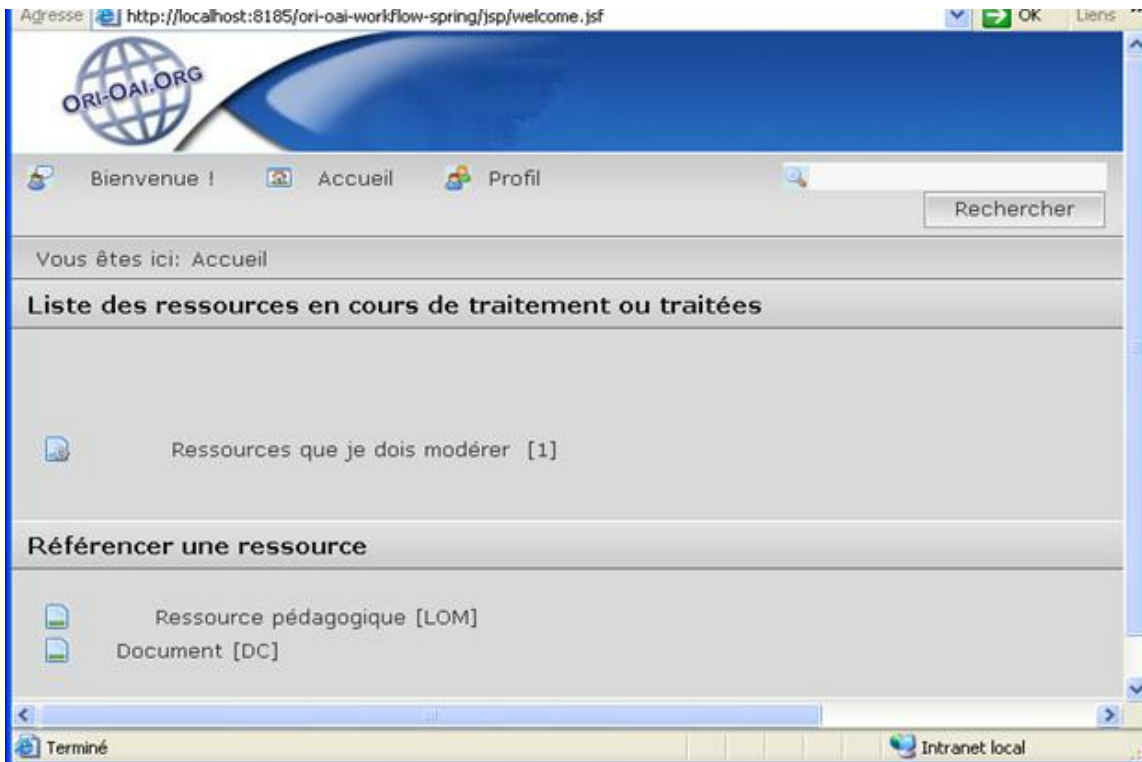 Adresse http://localhost:8185/ori-oai-workflow-spring/jsp/welcome.jsf OK Liens
ORI-OAI.ORG
Bienvenue ! Accueil Profil
Rechercher
Vous êtes ici: Accueil
Liste des ressources en cours de traitement ou traitées
Ressources que je dois modérer [1]
Référencer une ressource
Ressource pédagogique [LOM]
Document [DC]
Terminé Intranet local